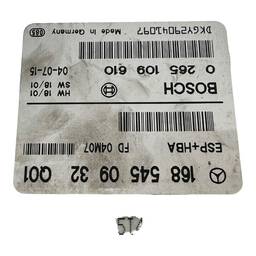 168 545 09 32 Q01
ESP+HBA
FD 04M07
BOSCH
0 265 109 610
HW 18/01
SW 18/01
04-07-15
Made in Germany
DKGYZ9041097